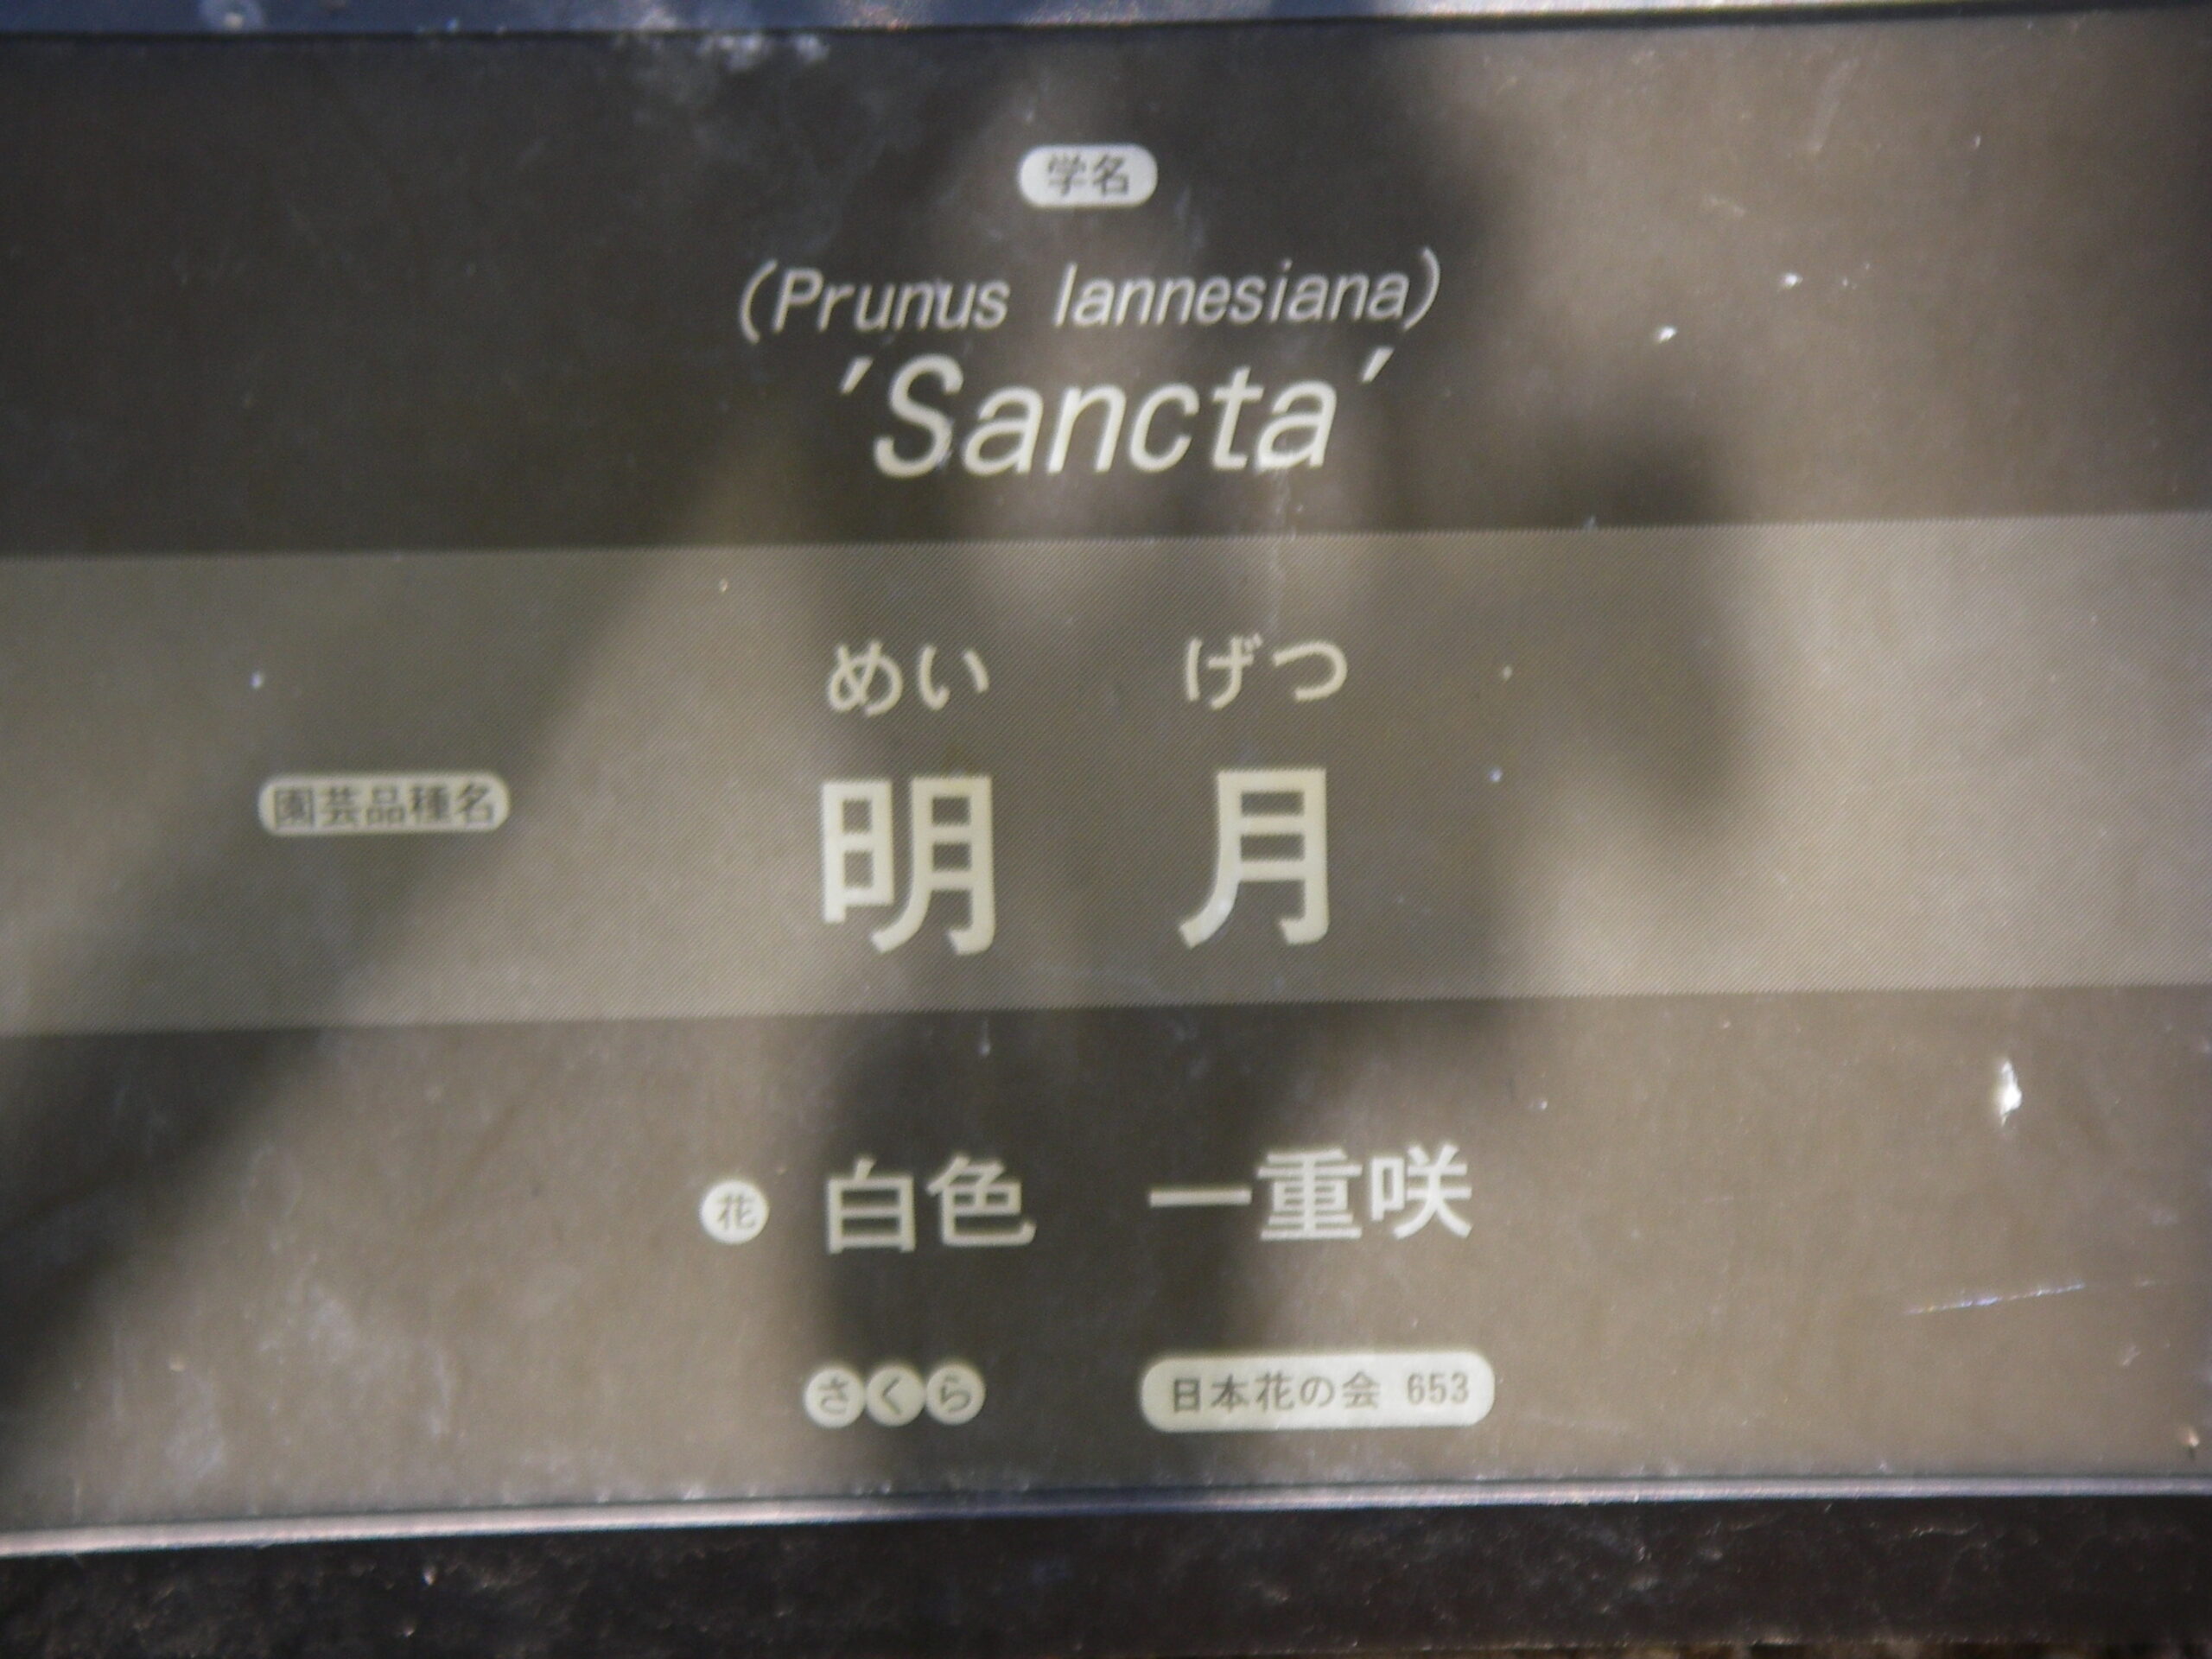 学名
(Prunus lannesiana)
'Sancta'
めい げつ
園芸品種名 明 月
花 白色 一重咲
さくら 日本花の会 653